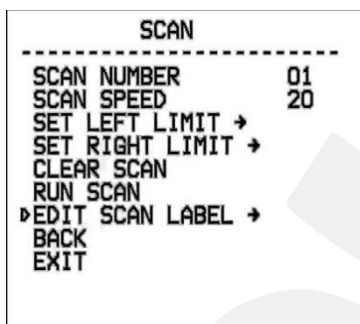 SCAN
------------------------
SCAN NUMBER 01
SCAN SPEED 20
SET LEFT LIMIT →
SET RIGHT LIMIT →
CLEAR SCAN
RUN SCAN
▷EDIT SCAN LABEL →
BACK
EXIT